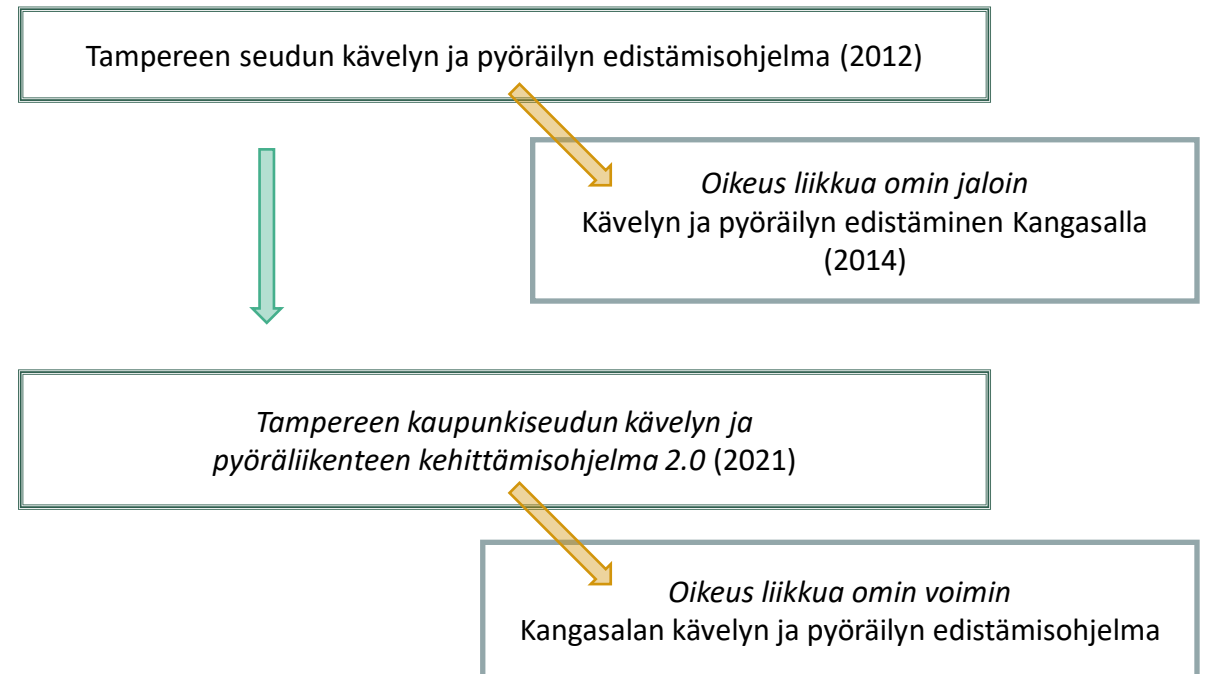 Tampereen seudun kävelyn ja pyöräilyn edistämisohjelma (2012)
Oikeus liikkua omin jaloin
Kävelyn ja pyöräilyn edistäminen Kangasalla
(2014)
Tampereen kaupunkiseudun kävelyn ja
pyöräliikenteen kehittämisohjelma 2.0 (2021)
Oikeus liikkua omin voimin
Kangasalan kävelyn ja pyöräilyn edistämisohjelma